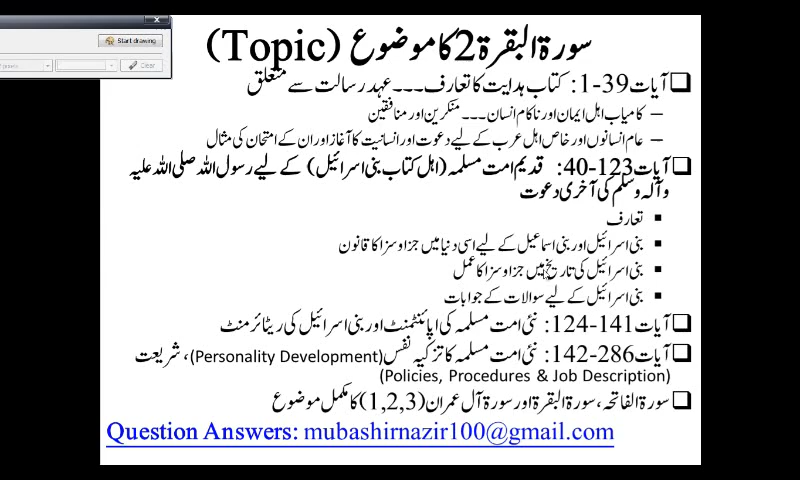 Start drawing
Clear
سورۃ البقرۃ 2 کا موضوع (Topic)
❑ آیات 39-1: کتاب ہدایت کا تعارف ۔۔۔ عہد رسالت سے متعلق
– کامیاب اہل ایمان اور ناکام انسان ۔۔۔ منکرین اور منافقین
– عام انسانوں اور خاص اہل عرب کے لیے دعوت اور انسانیت کا آغاز اور ان کے امتحان کی مثال
❑ آیات 123-40: قدیم امت مسلمہ (اہل کتاب بنی اسرائیل) کے لیے رسول اللہ صلی اللہ علیہ
وآلہ وسلم کی آخری دعوت
▪ تعارف
▪ بنی اسرائیل اور بنی اسماعیل کے لیے اسی دنیا میں جزا و سزا کا قانون
▪ بنی اسرائیل کی تاریخ میں جزا و سزا کا عمل
▪ بنی اسرائیل کے لیے سوالات کے جوابات
❑ آیات 141-124: نئی امت مسلمہ کی اپائنٹمنٹ اور بنی اسرائیل کی ریٹائرمنٹ
❑ آیات 286-142: نئی امت مسلمہ کا تزکیہ نفس (Personality Development)، شریعت
(Policies, Procedures & Job Description)
❑ سورۃ الفاتحہ، سورۃ البقرۃ اور سورۃ آل عمران (1,2,3) کا مکمل موضوع
Question Answers: mubashirnazir100@gmail.com